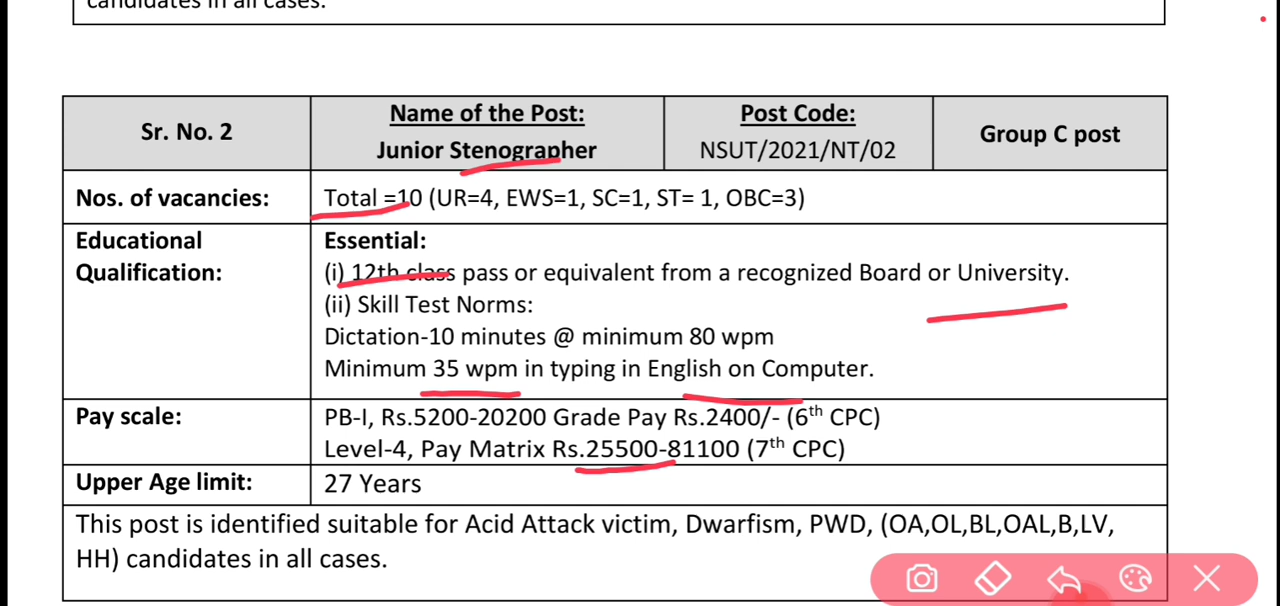 candidates in all cases.
Sr. No. 2
Name of the Post:
Junior Stenographer
Post Code:
NSUT/2021/NT/02
Group C post
Nos. of vacancies:
Total =10 (UR=4, EWS=1, SC=1, ST= 1, OBC=3)
Educational
Qualification:
Essential:
(i) 12th class pass or equivalent from a recognized Board or University.
(ii) Skill Test Norms:
Dictation-10 minutes @ minimum 80 wpm
Minimum 35 wpm in typing in English on Computer.
Pay scale:
PB-I, Rs.5200-20200 Grade Pay Rs.2400/- (6th CPC)
Level-4, Pay Matrix Rs.25500-81100 (7th CPC)
Upper Age limit:
27 Years
This post is identified suitable for Acid Attack victim, Dwarfism, PWD, (OA,OL,BL,OAL,B,LV,
HH) candidates in all cases.